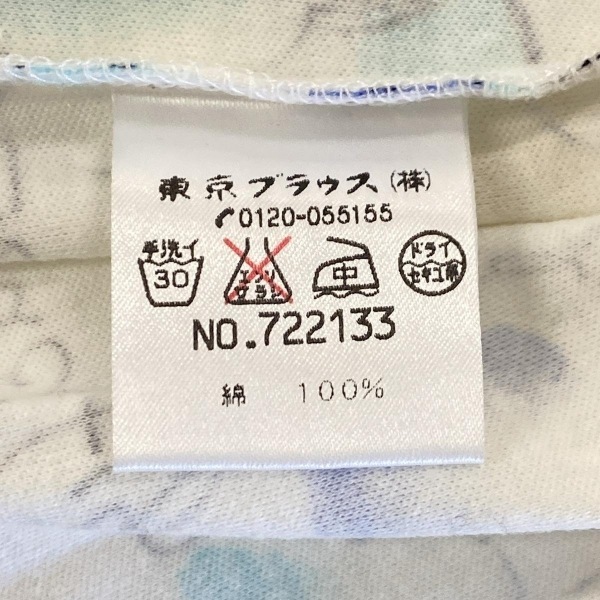 東京ブラウス(株)
0120-055155
手洗イ 30 エンソ サラシ 中 ドライ セキユ系
NO.722133
綿 100%